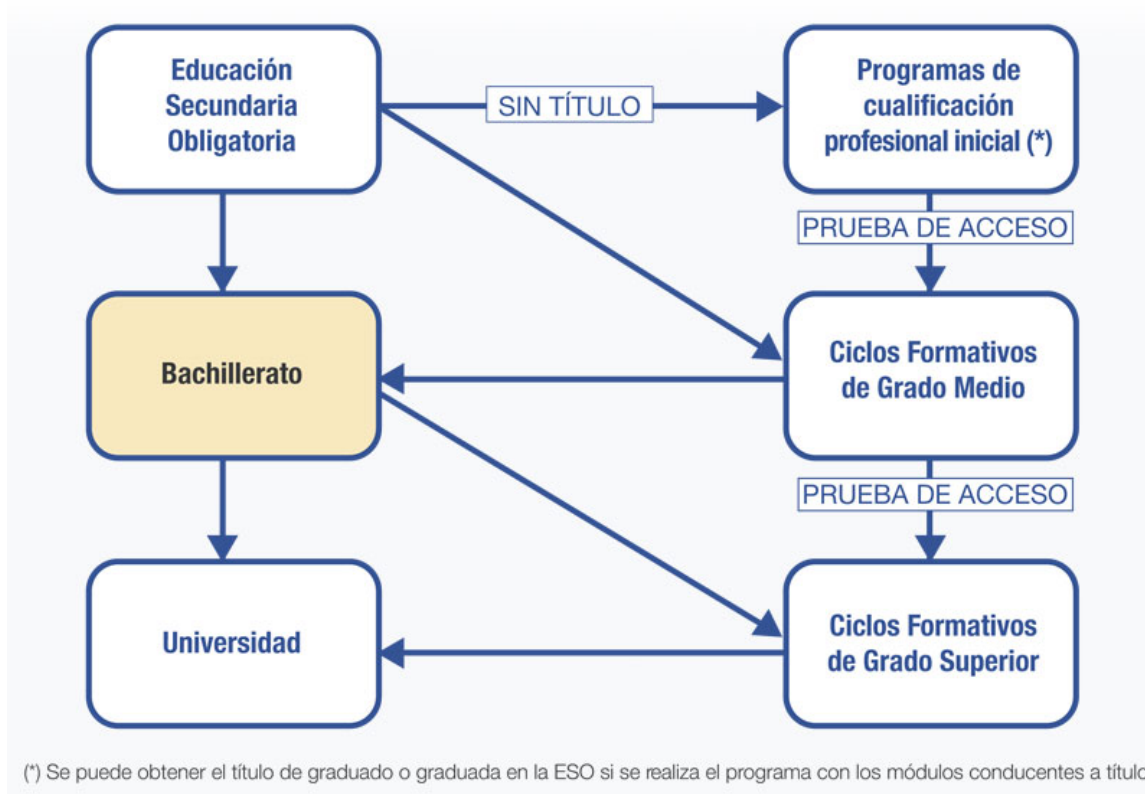 Educación
Secundaria
Obligatoria
SIN TÍTULO
Programas de
cualificación
profesional inicial (*)
PRUEBA DE ACCESO
Bachillerato
Ciclos Formativos
de Grado Medio
PRUEBA DE ACCESO
Universidad
Ciclos Formativos
de Grado Superior
(*) Se puede obtener el título de graduado o graduada en la ESO si se realiza el programa con los módulos conducentes a título